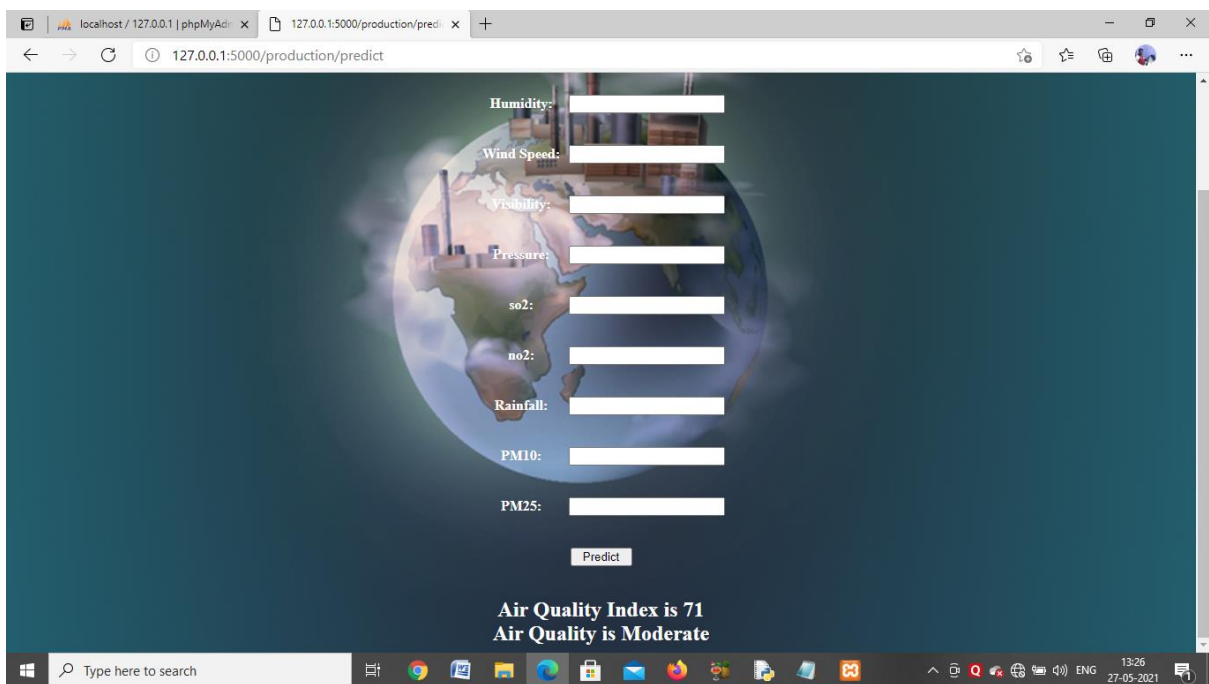 localhost / 127.0.0.1 | phpMyAdr
127.0.0.1:5000/production/predi
127.0.0.1:5000/production/predict
Humidity:
Wind Speed:
Visibility:
Pressure:
so2:
no2:
Rainfall:
PM10:
PM25:
Predict
Air Quality Index is 71
Air Quality is Moderate
Type here to search
ENG
13:26
27-05-2021